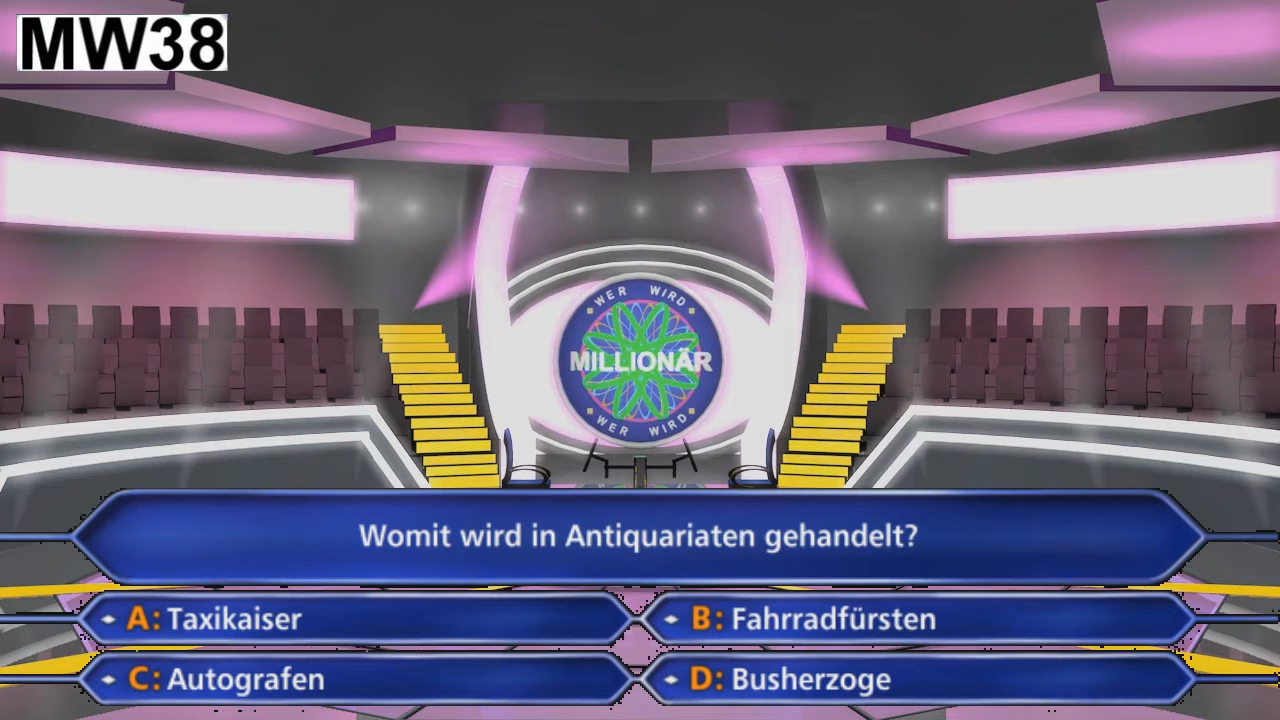 MW38
WER WIRD
MILLIONÄR
WER WIRD
Womit wird in Antiquariaten gehandelt?
A: Taxikaiser
B: Fahrradfürsten
C: Autografen
D: Busherzoge